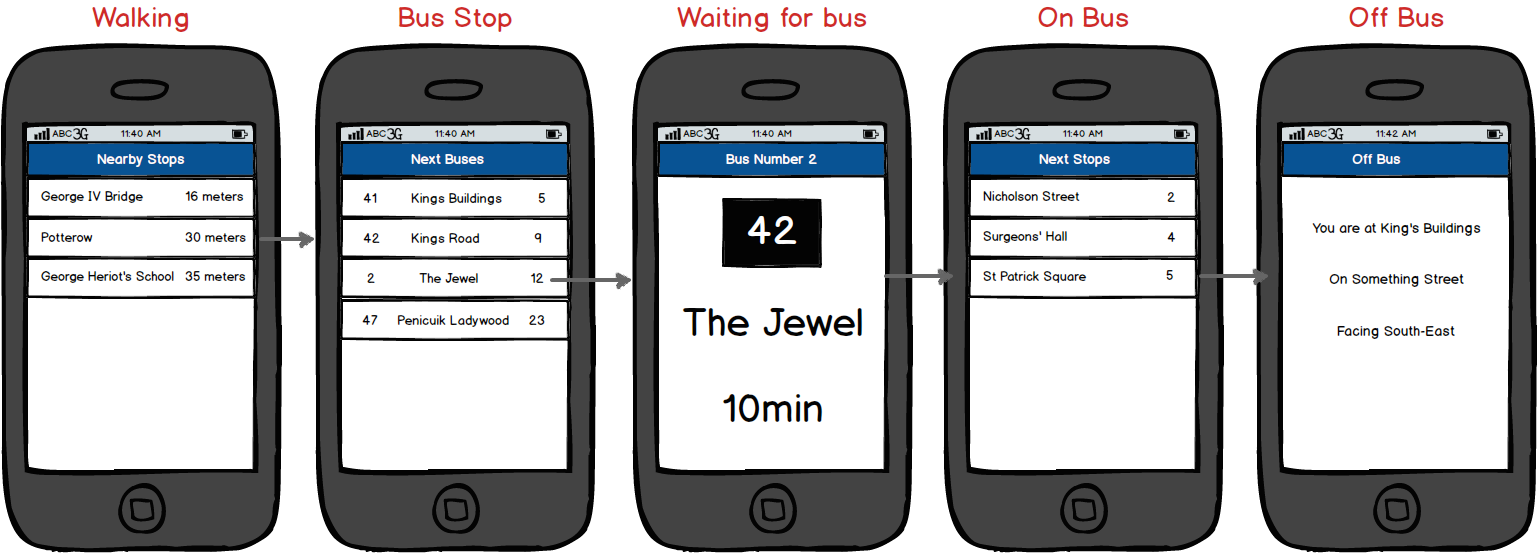 Walking
ABC 3G 11:40 AM
Nearby Stops
George IV Bridge 16 meters
Potterow 30 meters
George Heriot's School 35 meters
Bus Stop
ABC 3G 11:40 AM
Next Buses
41 Kings Buildings 5
42 Kings Road 9
2 The Jewel 12
47 Penicuik Ladywood 23
Waiting for bus
ABC 3G 11:40 AM
Bus Number 2
42
The Jewel
10min
On Bus
ABC 3G 11:40 AM
Next Stops
Nicholson Street 2
Surgeons' Hall 4
St Patrick Square 5
Off Bus
ABC 3G 11:42 AM
Off Bus
You are at King's Buildings
On Something Street
Facing South-East